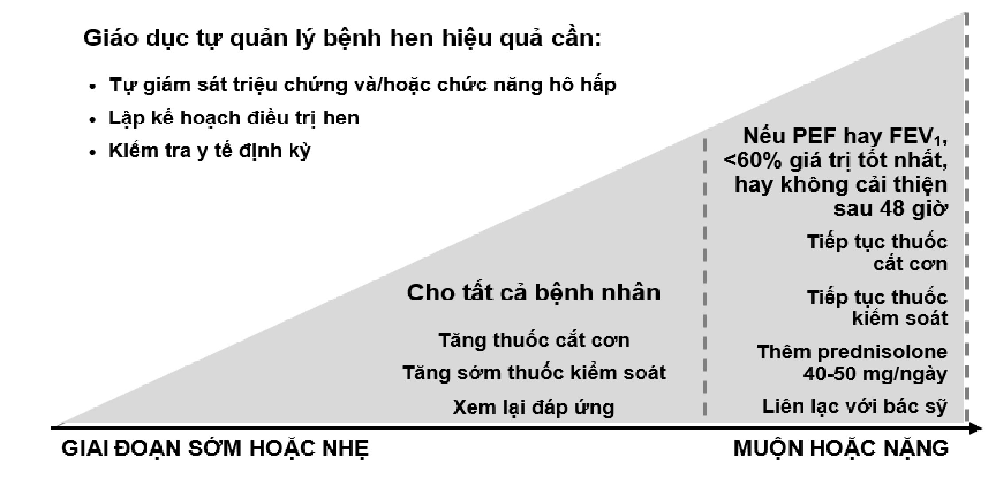 Giáo dục tự quản lý bệnh hen hiệu quả cần:
• Tự giám sát triệu chứng và/hoặc chức năng hô hấp
• Lập kế hoạch điều trị hen
• Kiểm tra y tế định kỳ
Cho tất cả bệnh nhân
Tăng thuốc cắt cơn
Tăng sớm thuốc kiểm soát
Xem lại đáp ứng
Nếu PEF hay FEV₁,
<60% giá trị tốt nhất,
hay không cải thiện
sau 48 giờ
Tiếp tục thuốc
cắt cơn
Tiếp tục thuốc
kiểm soát
Thêm prednisolone
40-50 mg/ngày
Liên lạc với bác sỹ
GIAI ĐOẠN SỚM HOẶC NHẸ
MUỘN HOẶC NẶNG